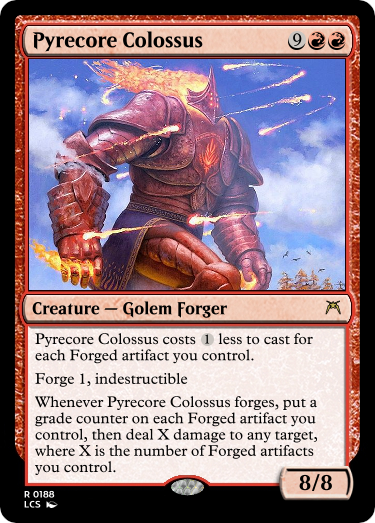 Pyrecore Colossus 9
Creature — Golem Forger
Pyrecore Colossus costs 1 less to cast for
each Forged artifact you control.
Forge 1, indestructible
Whenever Pyrecore Colossus forges, put a
grade counter on each Forged artifact you
control, then deal X damage to any target,
where X is the number of Forged artifacts
you control.
8/8
R 0188
LCS